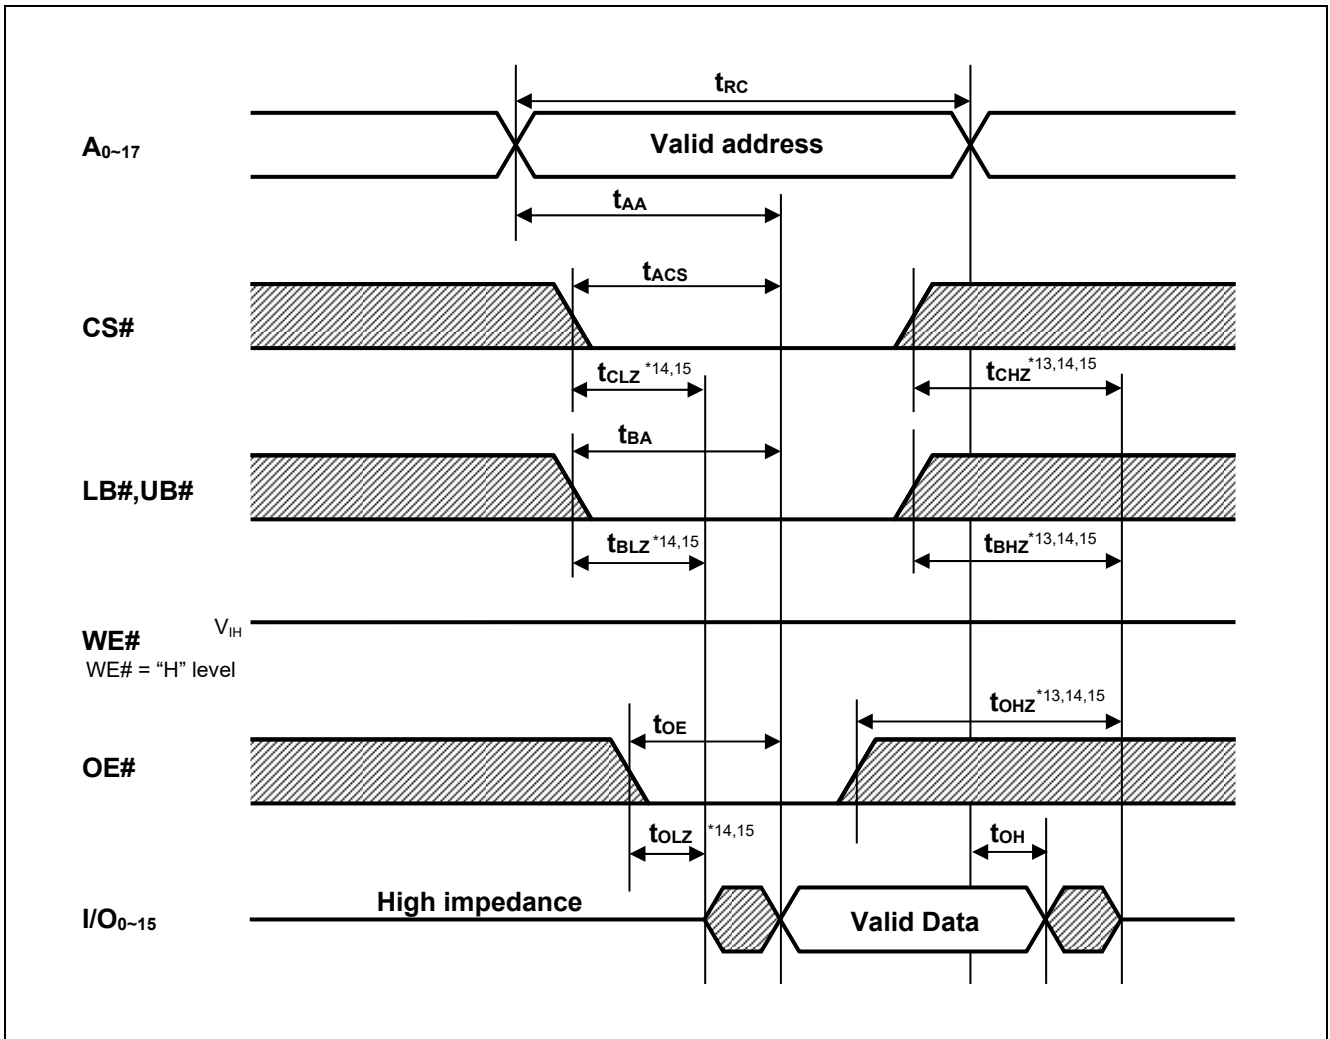 tRC
A0~17
Valid address
tAA
tACS
CS#
tCLZ *14,15
tCHZ *13,14,15
tBA
LB#,UB#
tBLZ *14,15
tBHZ *13,14,15
VIH
WE#
WE# = “H” level
tOHZ *13,14,15
tOE
OE#
tOLZ *14,15
tOH
High impedance
I/O0~15
Valid Data